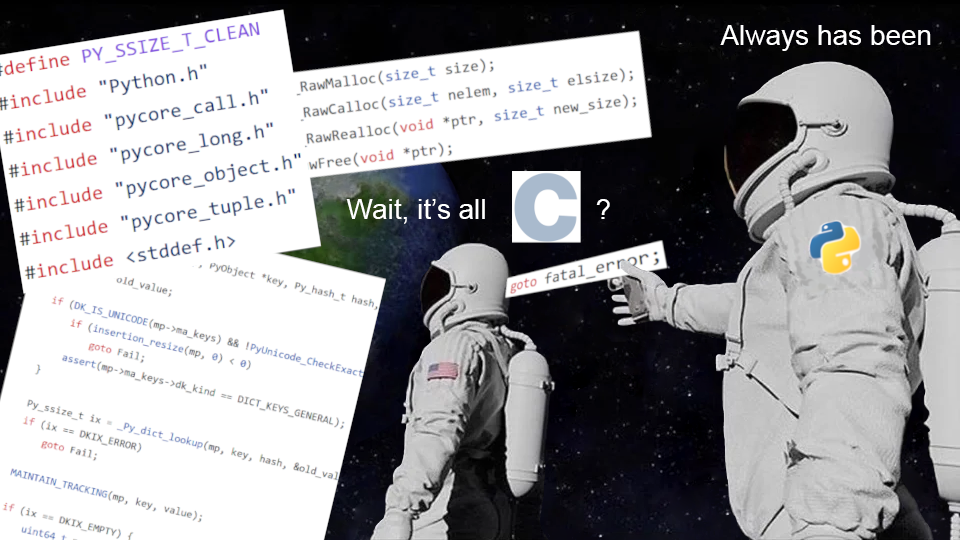 #define PY_SSIZE_T_CLEAN
#include "Python.h"
#include "pycore_call.h"
#include "pycore_long.h"
#include "pycore_object.h"
#include "pycore_tuple.h"
#include <stddef.h>
_RawMalloc(size_t size);
_RawCalloc(size_t nelem, size_t elsize);
_RawRealloc(void *ptr, size_t new_size);
wFree(void *ptr);
Always has been
Wait, it's all C ?
goto fatal_error;
, PyObject *key, Py_hash_t hash,
old_value;
if (DK_IS_UNICODE(mp->ma_keys) && !PyUnicode_CheckExact
if (insertion_resize(mp, 0) < 0)
goto Fail;
assert(mp->ma_keys->dk_kind == DICT_KEYS_GENERAL);
}
Py_ssize_t ix = _Py_dict_lookup(mp, key, hash, &old_val
if (ix == DKIX_ERROR)
goto Fail;
MAINTAIN_TRACKING(mp, key, value);
if (ix == DKIX_EMPTY) {
uint64_t